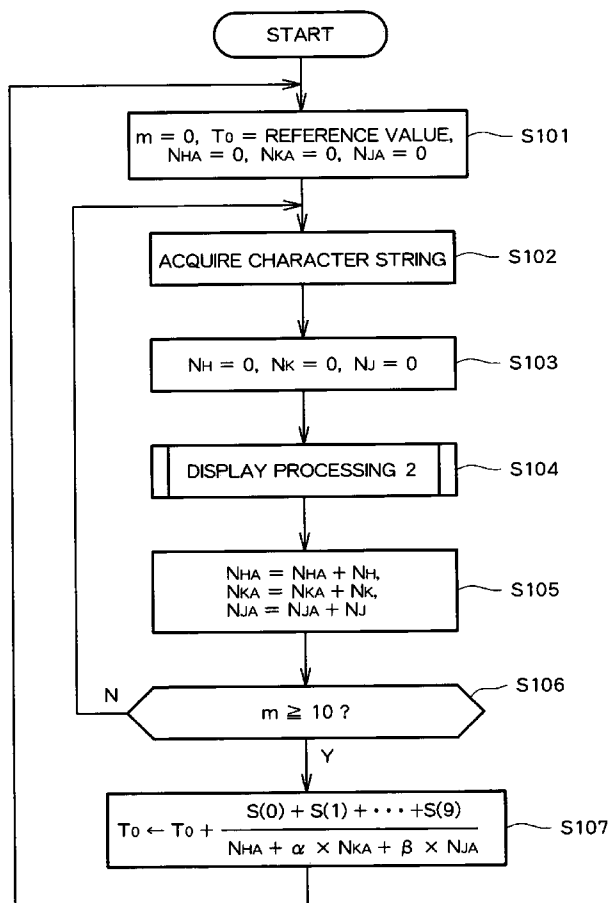 START
m = 0, T0 = REFERENCE VALUE,
NHA = 0, NKA = 0, NJA = 0
S101
ACQUIRE CHARACTER STRING
S102
NH = 0, NK = 0, NJ = 0
S103
DISPLAY PROCESSING 2
S104
NHA = NHA + NH,
NKA = NKA + NK,
NJA = NJA + NJ
S105
N
m ≧ 10 ?
S106
Y
T0 ← T0 + S(0) + S(1) + · · · +S(9) / NHA + α × NKA + β × NJA
S107